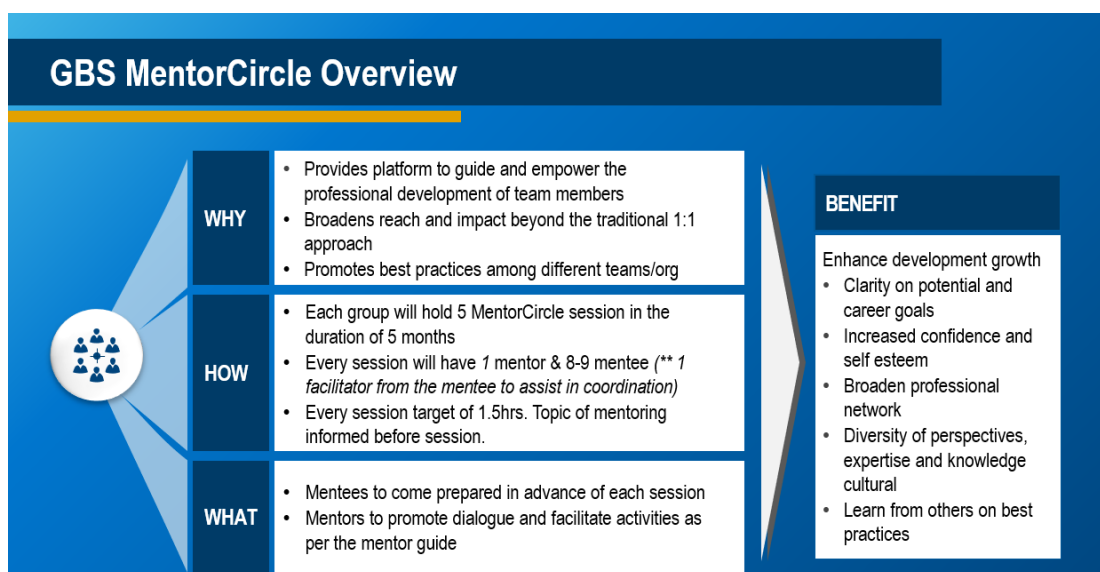 GBS MentorCircle Overview
WHY
• Provides platform to guide and empower the
professional development of team members
• Broadens reach and impact beyond the traditional 1:1
approach
• Promotes best practices among different teams/org
HOW
• Each group will hold 5 MentorCircle session in the
duration of 5 months
• Every session will have 1 mentor & 8-9 mentee (** 1
facilitator from the mentee to assist in coordination)
• Every session target of 1.5hrs. Topic of mentoring
informed before session.
WHAT
• Mentees to come prepared in advance of each session
• Mentors to promote dialogue and facilitate activities as
per the mentor guide
BENEFIT
Enhance development growth
• Clarity on potential and
career goals
• Increased confidence and
self esteem
• Broaden professional
network
• Diversity of perspectives,
expertise and knowledge
cultural
• Learn from others on best
practices